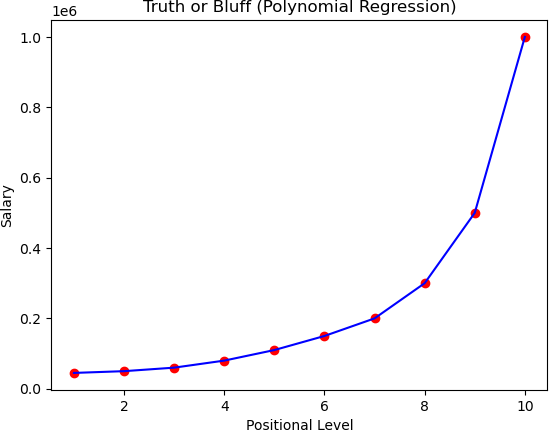 Truth or Bluff (Polynomial Regression)
1e6
1.0
0.8
0.6
0.4
0.2
0.0
Salary
2 4 6 8 10
Positional Level